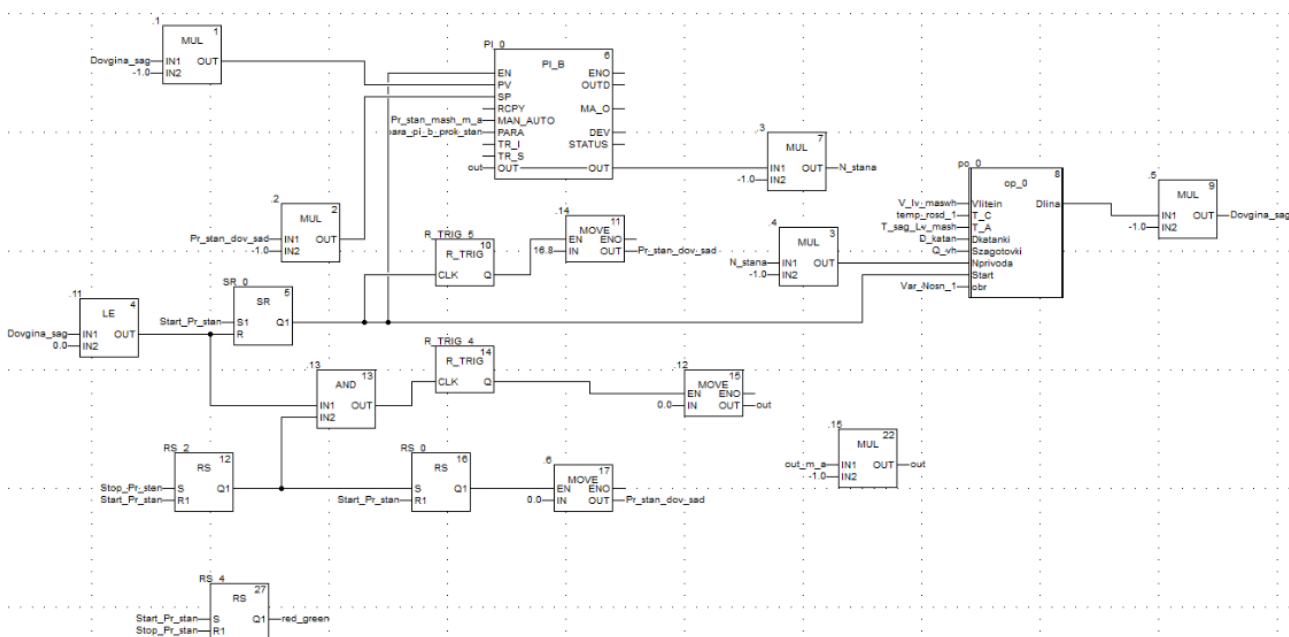 .1
1
MUL
Dovgina_sag IN1 OUT
-1.0 IN2
PI_0
6
PI_B
EN ENO
PV OUTD
SP
RCPY MA_O
Pr_stan_mash_m_a MAN_AUTO
para_pi_b_prok_stan PARA DEV
TR_I STATUS
TR_S
out OUT OUT
.3
7
MUL
IN1 OUT N_stana
-1.0 IN2
po_0
8
op_0
V_lv_maswh Vlitein Dlina
temp_rosd_1 T_C
T_sag_Lv_mash T_A
D_katan Dkatanki
Q_vh Szagotovki
Nprivoda
Start
Var_Nosn_1 obr
.5
9
MUL
IN1 OUT Dovgina_sag
-1.0 IN2
.2
2
MUL
Pr_stan_dov_sad IN1 OUT
-1.0 IN2
R_TRIG_5
10
R_TRIG
CLK Q
.14
11
MOVE
EN ENO
16.8 IN OUT Pr_stan_dov_sad
.4
3
MUL
N_stana IN1 OUT
-1.0 IN2
.11
4
LE
Dovgina_sag IN1 OUT
0.0 IN2
SR_0
5
SR
Start_Pr_stan S1 Q1
R
R_TRIG_4
14
R_TRIG
CLK Q
.13
13
AND
IN1 OUT
IN2
.12
15
MOVE
EN ENO
0.0 IN OUT out
.15
22
MUL
out_m_a IN1 OUT out
-1.0 IN2
RS_2
12
RS
Stop_Pr_stan S Q1
Start_Pr_stan R1
RS_0
16
RS
S Q1
Start_Pr_stan R1
.6
17
MOVE
EN ENO
0.0 IN OUT Pr_stan_dov_sad
RS_4
27
RS
Start_Pr_stan S Q1 red_green
Stop_Pr_stan R1